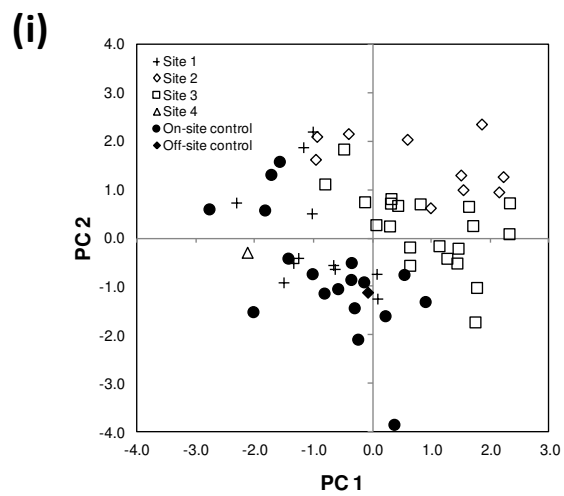 (i)
4.0
3.0
2.0
1.0
0.0
-1.0
-2.0
-3.0
-4.0
PC 2
Site 1
Site 2
Site 3
Site 4
On-site control
Off-site control
-4.0 -3.0 -2.0 -1.0 0.0 1.0 2.0 3.0
PC 1